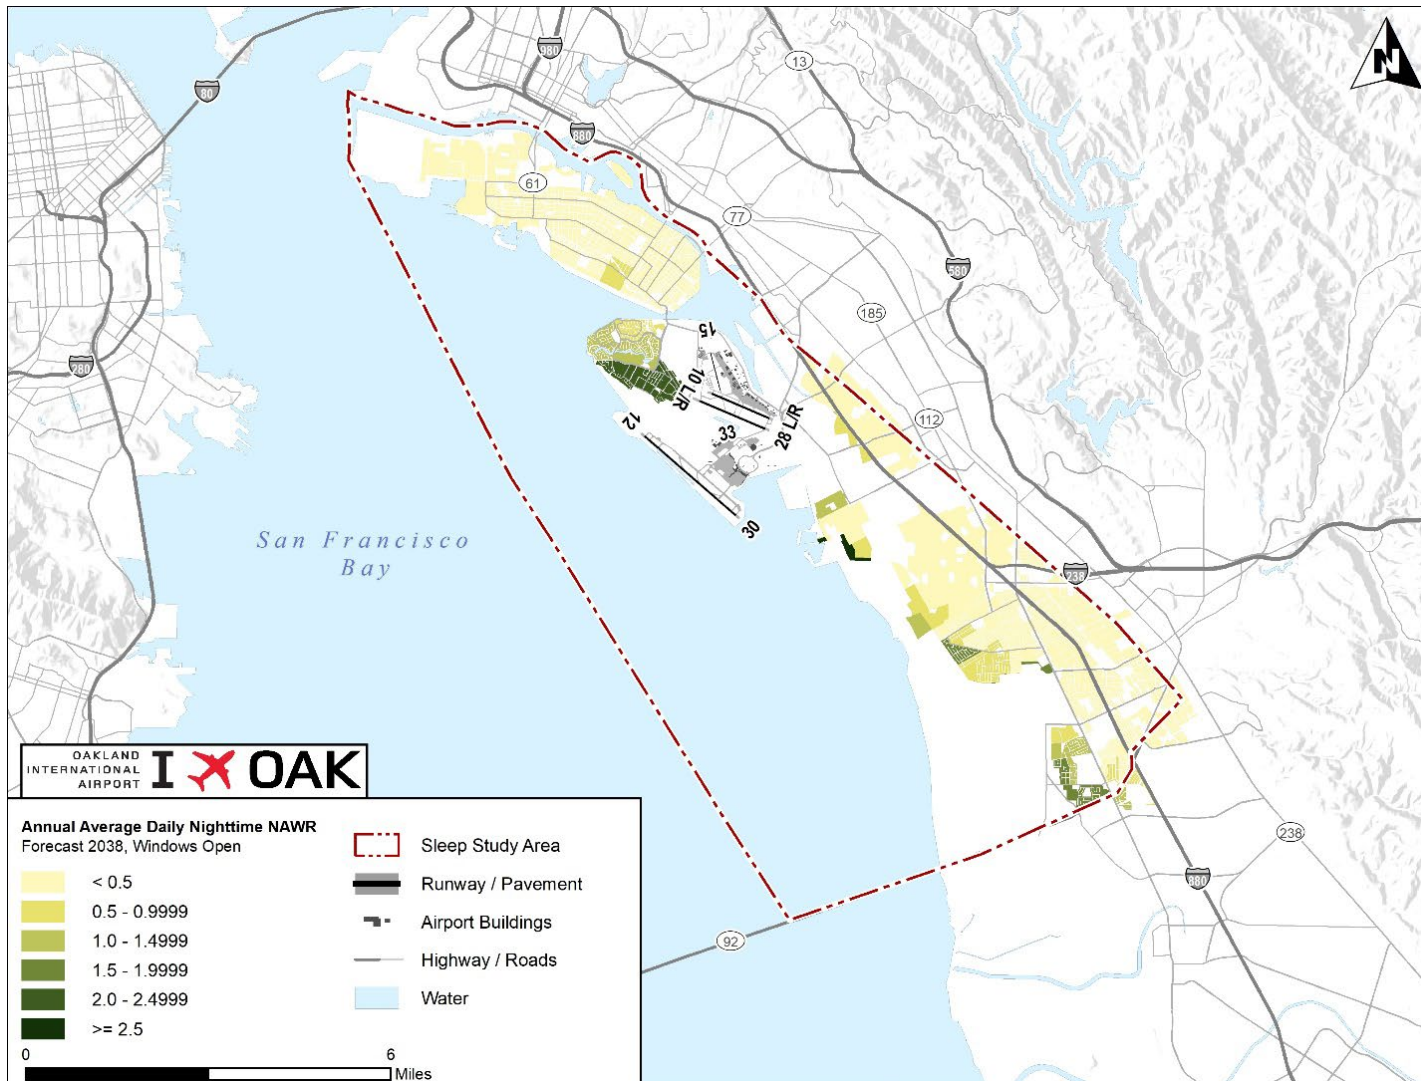 980
13
N
80
880
61
77
580
185
15
280
10 L/R
112
12
33
28 L/R
30
San Francisco
Bay
238
OAKLAND
INTERNATIONAL
AIRPORT
I OAK
Annual Average Daily Nighttime NAWR
Forecast 2038, Windows Open
< 0.5
0.5 - 0.9999
1.0 - 1.4999
1.5 - 1.9999
2.0 - 2.4999
>= 2.5
Sleep Study Area
Runway / Pavement
Airport Buildings
Highway / Roads
Water
0 6
Miles
238
880
92